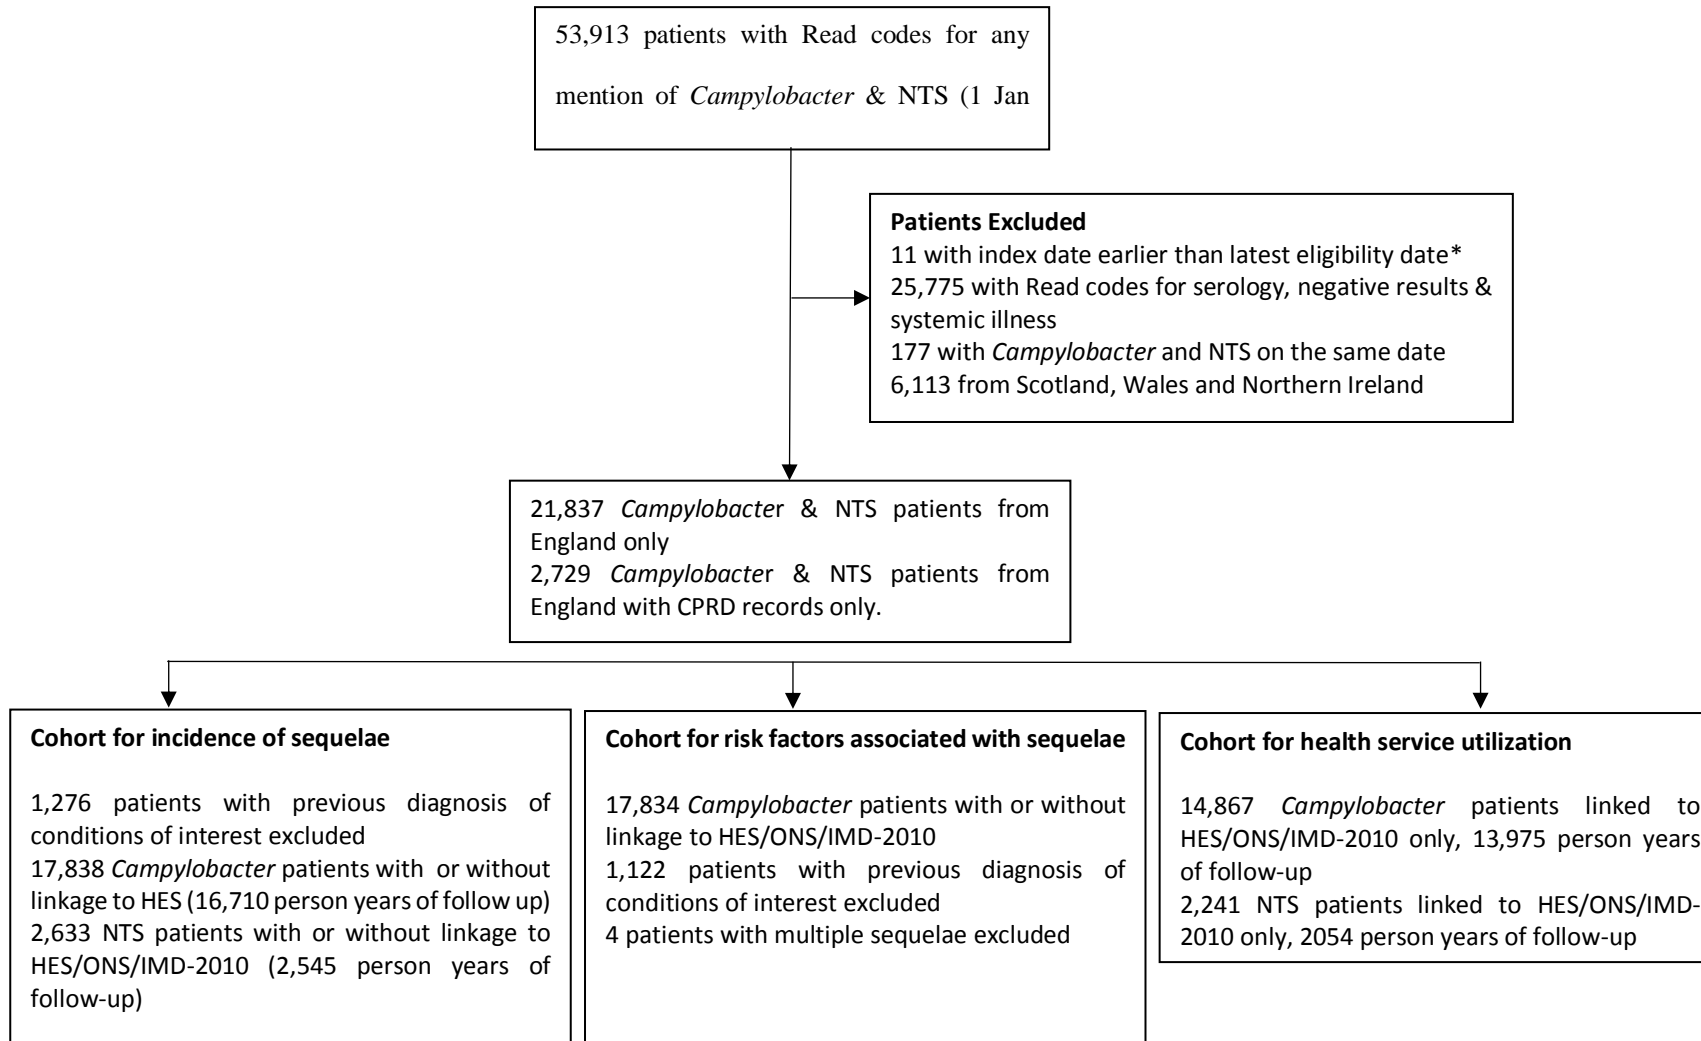 53,913 patients with Read codes for any
mention of Campylobacter & NTS (1 Jan
Patients Excluded
11 with index date earlier than latest eligibility date*
25,775 with Read codes for serology, negative results &
systemic illness
177 with Campylobacter and NTS on the same date
6,113 from Scotland, Wales and Northern Ireland
21,837 Campylobacter & NTS patients from
England only
2,729 Campylobacter & NTS patients from
England with CPRD records only.
Cohort for incidence of sequelae
1,276 patients with previous diagnosis of
conditions of interest excluded
17,838 Campylobacter patients with or without
linkage to HES (16,710 person years of follow up)
2,633 NTS patients with or without linkage to
HES/ONS/IMD-2010 (2,545 person years of
follow-up)
Cohort for risk factors associated with sequelae
17,834 Campylobacter patients with or without
linkage to HES/ONS/IMD-2010
1,122 patients with previous diagnosis of
conditions of interest excluded
4 patients with multiple sequelae excluded
Cohort for health service utilization
14,867 Campylobacter patients linked to
HES/ONS/IMD-2010 only, 13,975 person years
of follow-up
2,241 NTS patients linked to HES/ONS/IMD-
2010 only, 2054 person years of follow-up